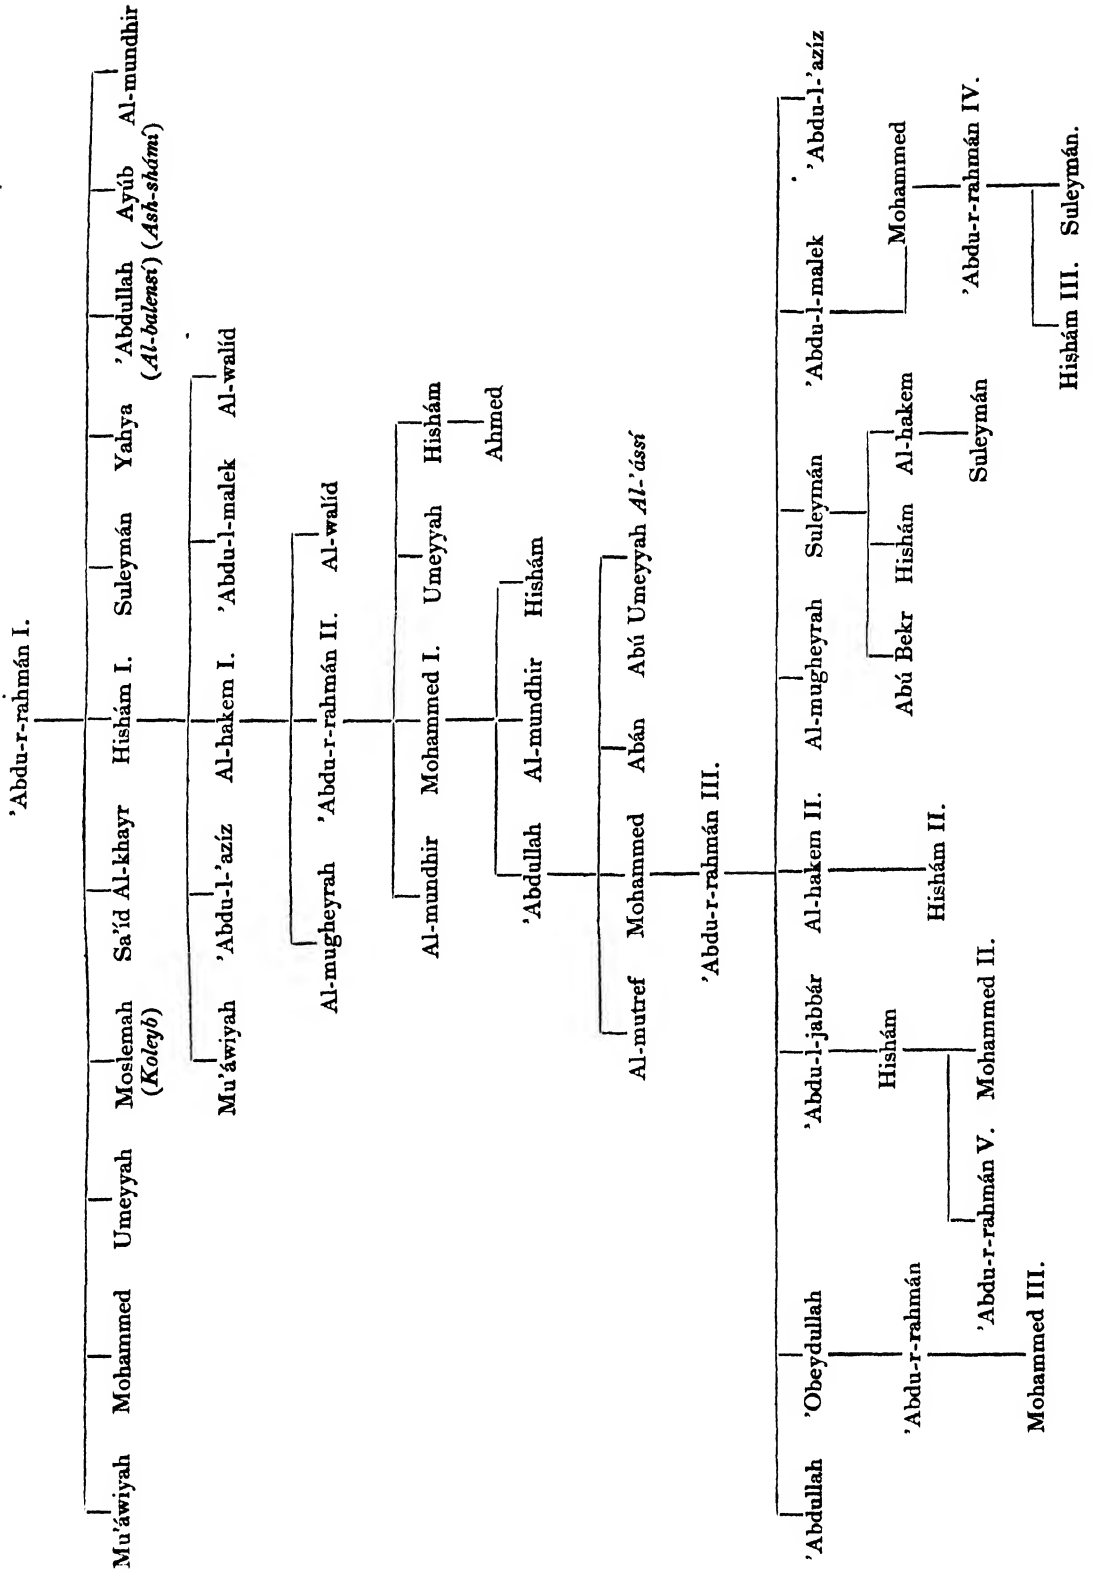 'Abdu-r-rahmán I.
Mu'áwiyah Mohammed Umeyyah Moslemah Sa'íd Al-khayr Hishám I. Suleymán Yahya 'Abdullah Ayúb Al-mundhir
(Koleyb) (Al-balensí) (Ash-shámí)
Mu'áwiyah 'Abdu-l-'azíz Al-hakem I. 'Abdu-l-malek Al-walíd
Al-mugheyrah 'Abdu-r-rahmán II. Al-walíd
Al-mundhir Mohammed I. Umeyyah Hishám
Ahmed
'Abdullah Al-mundhir Hishám
Al-mutref Mohammed Abán Abú Umeyyah Al-'ássí
'Abdu-r-rahmán III.
'Abdullah 'Obeydullah 'Abdu-l-jabbár Al-hakem II. Al-mugheyrah Suleymán 'Abdu-l-malek 'Abdu-l-'azíz
Hishám Mohammed
'Abdu-r-rahmán Abú Bekr Hishám Al-hakem
Hishám II.
'Abdu-r-rahmán V. Mohammed II. Suleymán 'Abdu-r-rahmán IV.
Mohammed III. Hishám III. Suleymán.